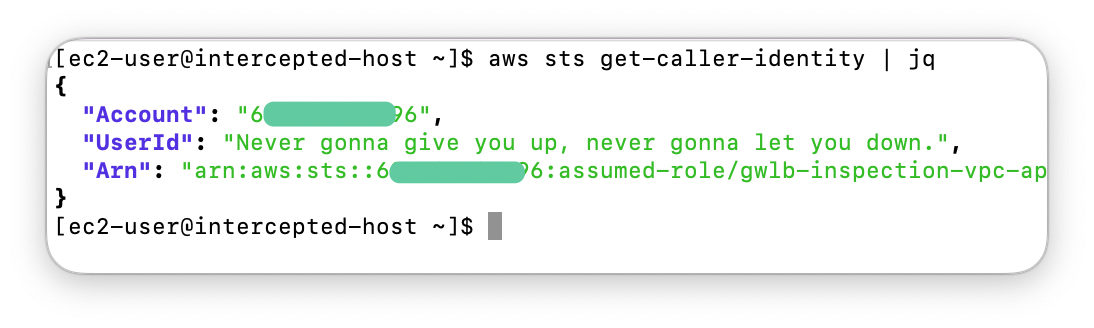 [ec2-user@intercepted-host ~]$ aws sts get-caller-identity | jq
{
  "Account": "6 96",
  "UserId": "Never gonna give you up, never gonna let you down.",
  "Arn": "arn:aws:sts::6 96:assumed-role/gwlb-inspection-vpc-ap
}
[ec2-user@intercepted-host ~]$